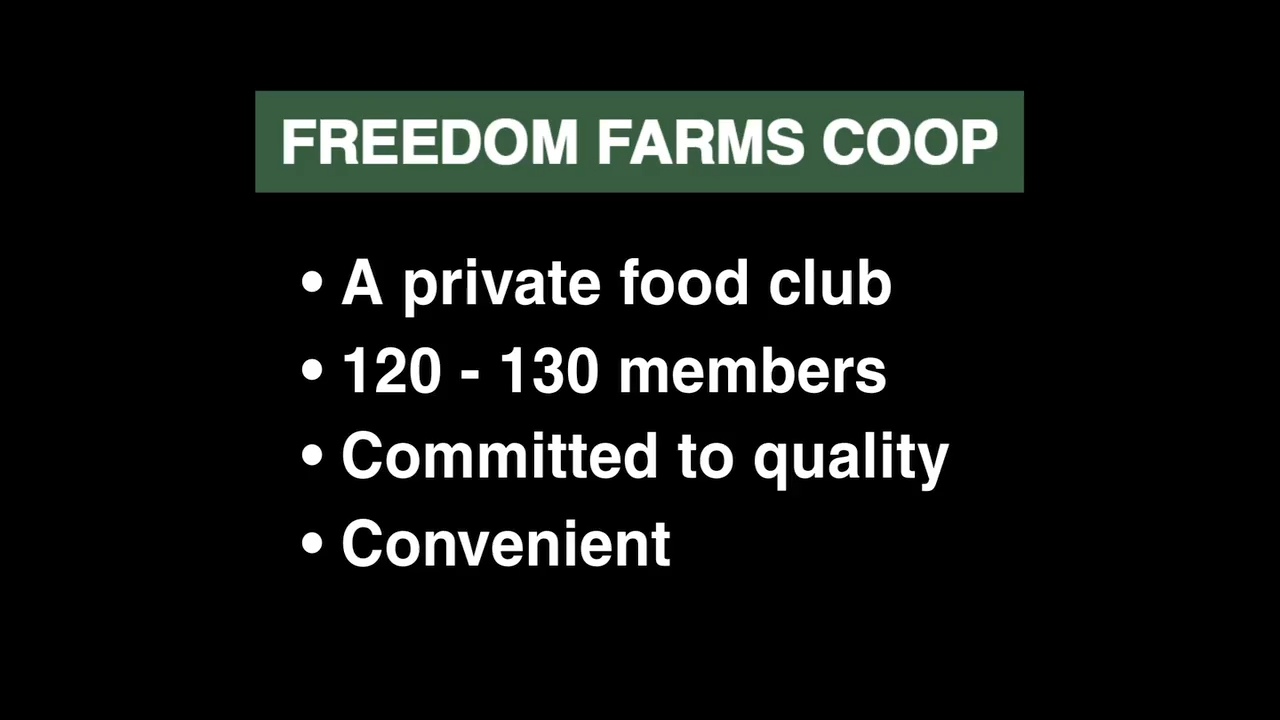 FREEDOM FARMS COOP
• A private food club
• 120 - 130 members
• Committed to quality
• Convenient